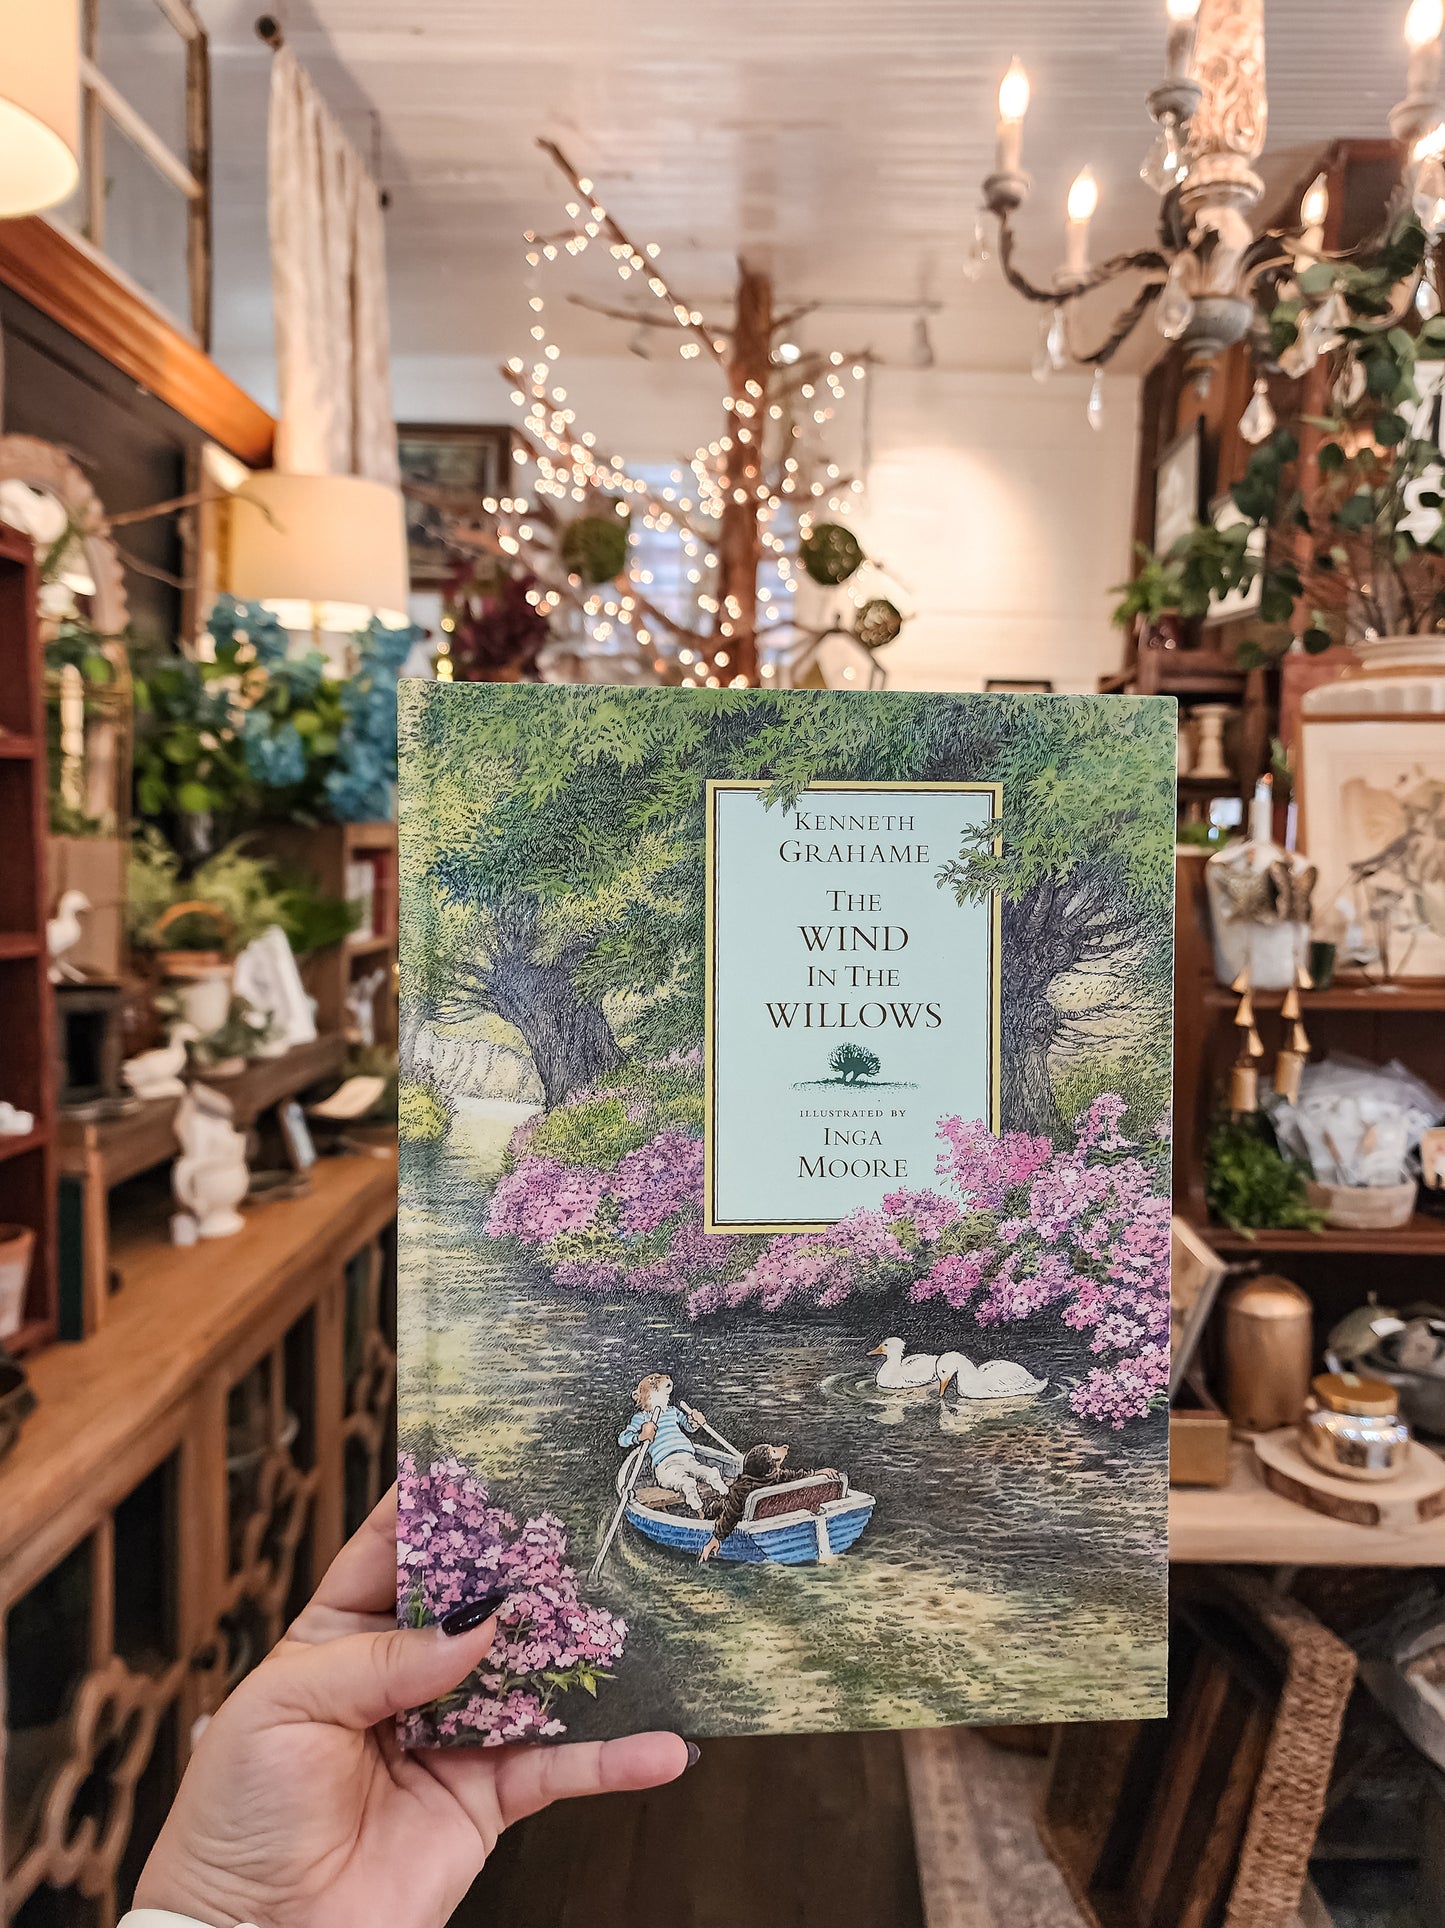 KENNETH
GRAHAME
THE
WIND
IN THE
WILLOWS
ILLUSTRATED BY
INGA
MOORE